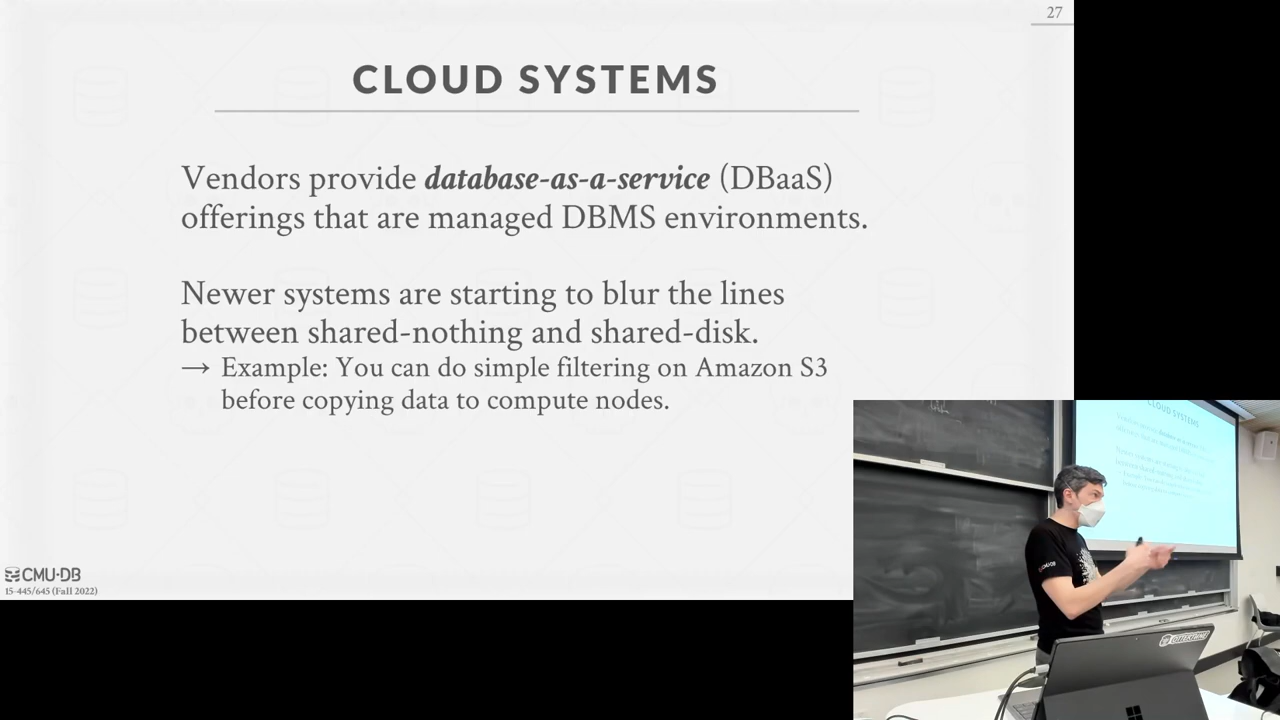 27
CLOUD SYSTEMS
Vendors provide database-as-a-service (DBaaS)
offerings that are managed DBMS environments.
Newer systems are starting to blur the lines
between shared-nothing and shared-disk.
→ Example: You can do simple filtering on Amazon S3
before copying data to compute nodes.
CMU·DB
15-445/645 (Fall 2022)
CLOUD SYSTEMS